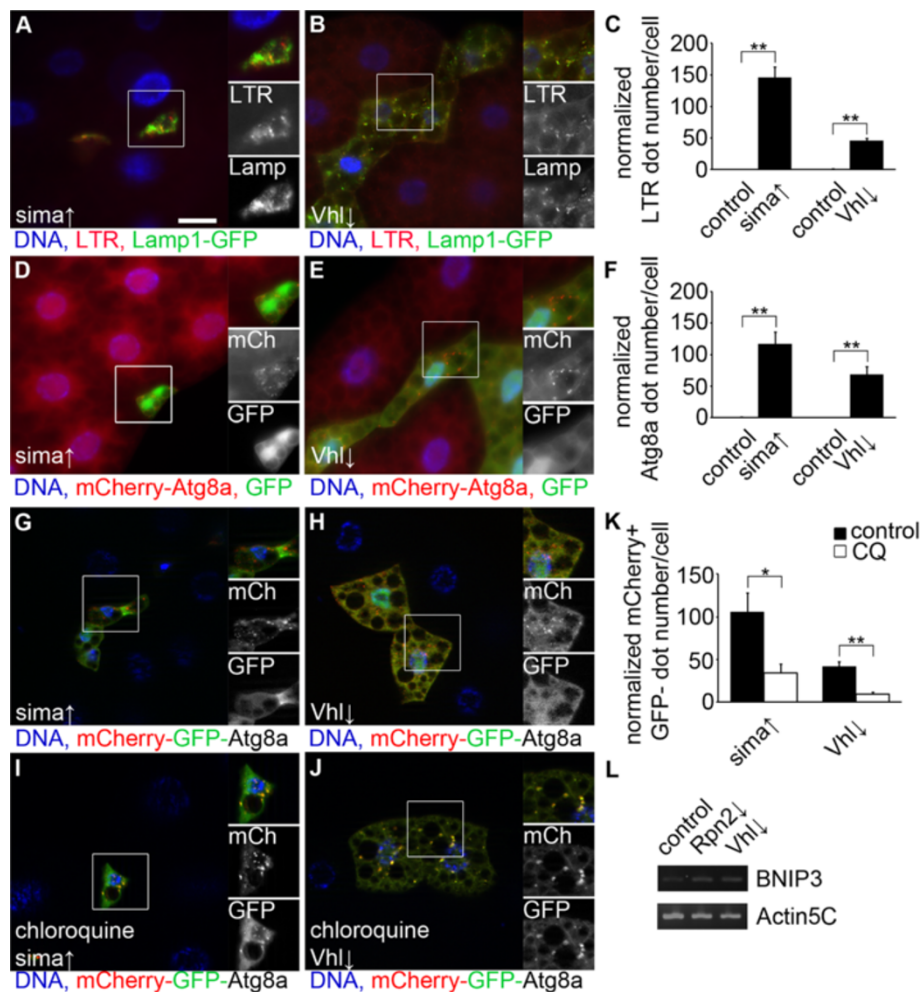 A
LTR
Lamp
sima↑
DNA, LTR, Lamp1-GFP
B
LTR
Lamp
Vhl↓
DNA, LTR, Lamp1-GFP
C
normalized
LTR dot number/cell
200
150
100
50
0
**
**
control
sima↑
control
Vhl↓
D
mCh
GFP
sima↑
DNA, mCherry-Atg8a, GFP
E
mCh
GFP
Vhl↓
DNA, mCherry-Atg8a, GFP
F
normalized
Atg8a dot number/cell
200
150
100
50
0
**
**
control
sima↑
control
Vhl↓
G
mCh
GFP
sima↑
DNA, mCherry-GFP-Atg8a
H
mCh
GFP
Vhl↓
DNA, mCherry-GFP-Atg8a
K
control
CQ
normalized mCherry+
GFP- dot number/cell
150
100
50
0
*
**
sima↑
Vhl↓
I
mCh
GFP
chloroquine
sima↑
DNA, mCherry-GFP-Atg8a
J
mCh
GFP
chloroquine
Vhl↓
DNA, mCherry-GFP-Atg8a
L
control
Rpn2↓
Vhl↓
BNIP3
Actin5C